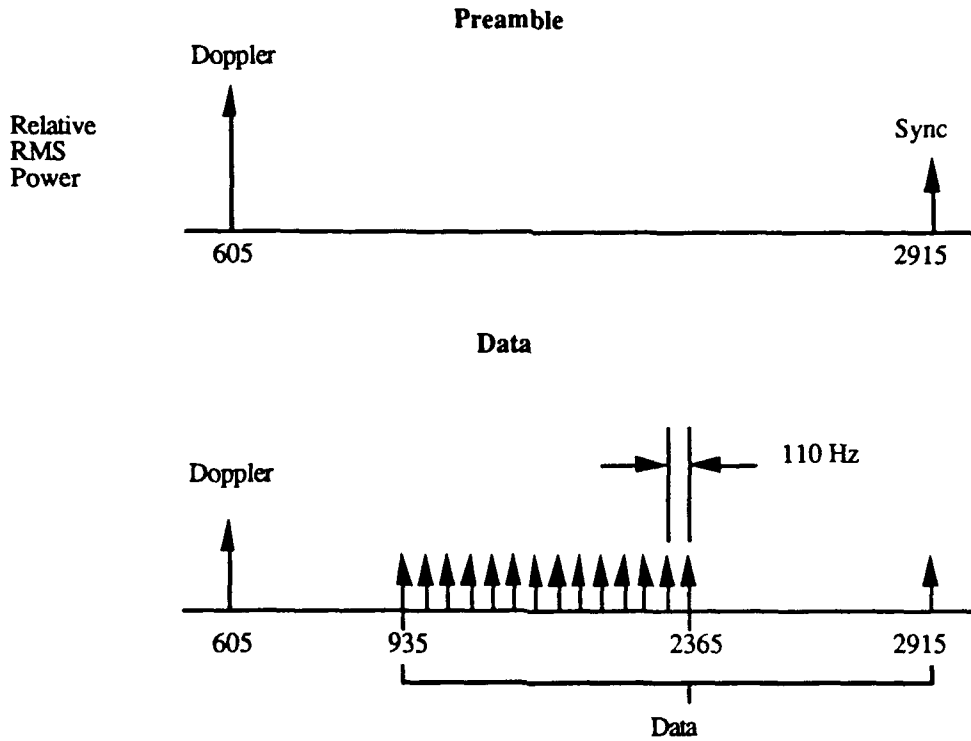 Preamble
Doppler
Relative
RMS
Power
Sync
605
2915
Data
110 Hz
Doppler
605
935
2365
2915
Data